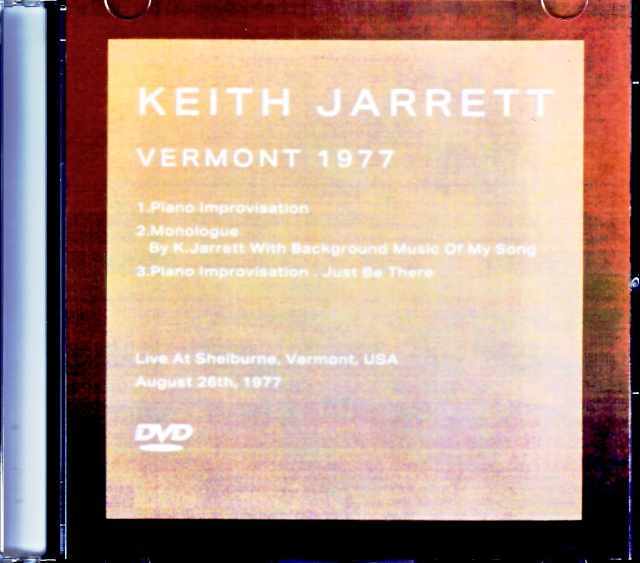 KEITH JARRETT
VERMONT 1977
1.Piano Improvisation
2.Monologue
By K.Jarrett With Background Music Of My Song
3.Piano Improvisation . Just Be There
Live At Shelburne, Vermont, USA
August 26th, 1977
DVD